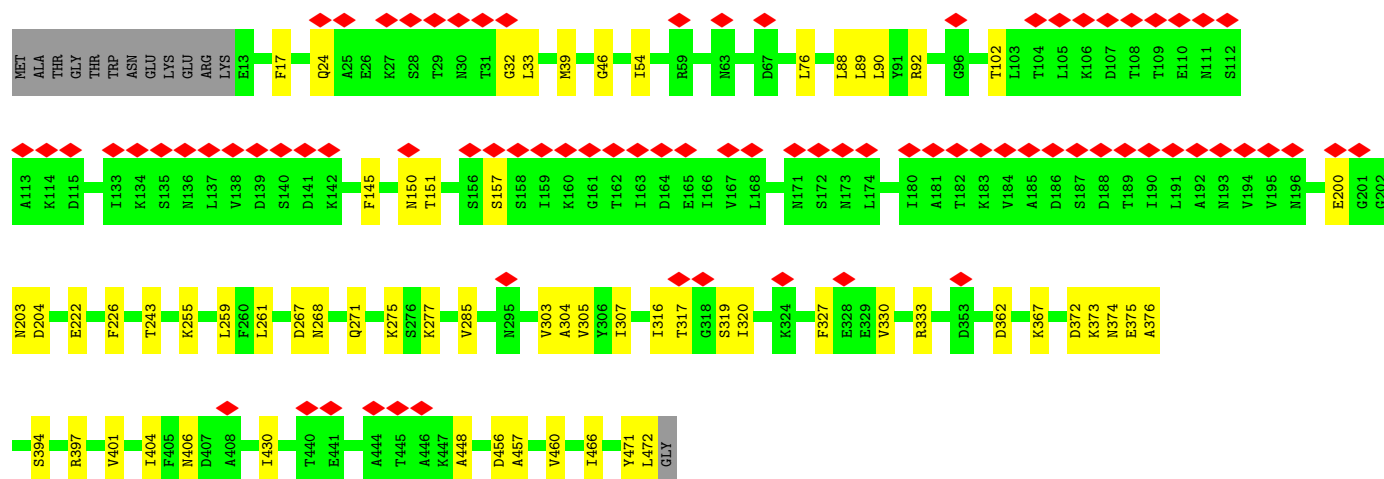 MET ALA THR GLY THR TRP ASN GLU LYS GLU ARG LYS E13 F17 Q24 A25 E26 K27 S28 T29 N30 T31 G32 L33 M39 G46 I54 R59 N63 D67 L76 L88 L89 L90 Y91 R92 G96 T102 L103 T104 L105 K106 D107 T108 T109 E110 N111 S112
A113 K114 D115 I133 K134 S135 N136 L137 V138 D139 S140 D141 K142 F145 N150 T151 S156 S157 S158 I159 K160 G161 T162 I163 D164 E165 I166 V167 L168 N171 S172 N173 L174 I180 A181 T182 K183 V184 A185 D186 S187 D188 T189 I190 L191 A192 N193 V194 V195 N196 E200 G201 G202
N203 D204 E222 F226 T243 K255 L259 F260 L261 D267 N268 Q271 K275 S276 K277 V285 N295 V303 A304 V305 Y306 I307 I316 T317 G318 S319 I320 K324 F327 E328 E329 V330 R333 D353 D362 K367 D372 K373 N374 E375 A376
S394 R397 V401 I404 F405 N406 D407 A408 I430 T440 E441 A444 T445 A446 K447 A448 D456 A457 V460 I466 Y471 L472 GLY